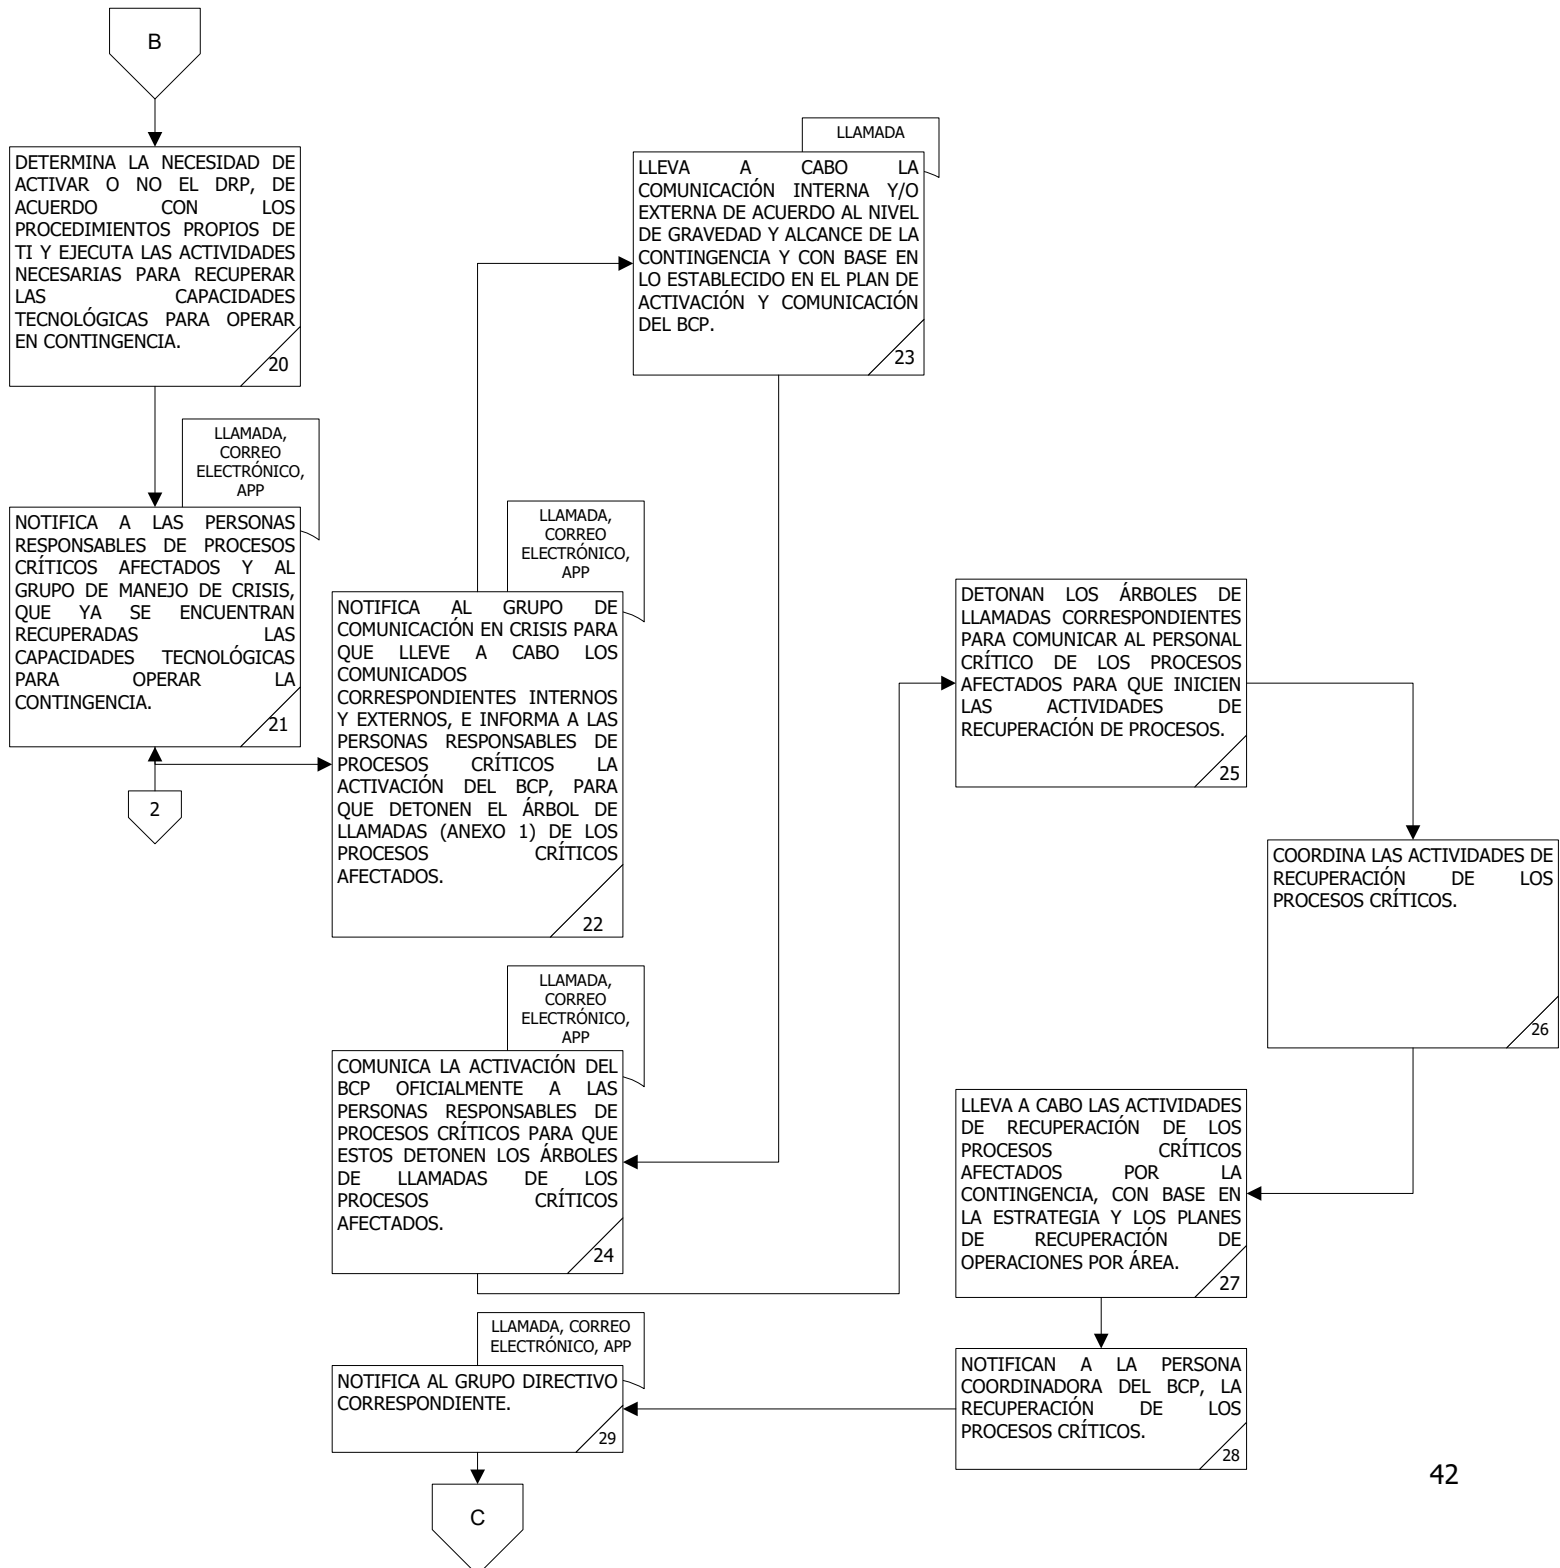 B
DETERMINA LA NECESIDAD DE
ACTIVAR O NO EL DRP, DE
ACUERDO CON LOS
PROCEDIMIENTOS PROPIOS DE
TI Y EJECUTA LAS ACTIVIDADES
NECESARIAS PARA RECUPERAR
LAS CAPACIDADES
TECNOLÓGICAS PARA OPERAR
EN CONTINGENCIA.
20
LLAMADA,
CORREO
ELECTRÓNICO,
APP
NOTIFICA A LAS PERSONAS
RESPONSABLES DE PROCESOS
CRÍTICOS AFECTADOS Y AL
GRUPO DE MANEJO DE CRISIS,
QUE YA SE ENCUENTRAN
RECUPERADAS LAS
CAPACIDADES TECNOLÓGICAS
PARA OPERAR LA
CONTINGENCIA.
21
2
LLAMADA,
CORREO
ELECTRÓNICO,
APP
NOTIFICA AL GRUPO DE
COMUNICACIÓN EN CRISIS PARA
QUE LLEVE A CABO LOS
COMUNICADOS
CORRESPONDIENTES INTERNOS
Y EXTERNOS, E INFORMA A LAS
PERSONAS RESPONSABLES DE
PROCESOS CRÍTICOS LA
ACTIVACIÓN DEL BCP, PARA
QUE DETONEN EL ÁRBOL DE
LLAMADAS (ANEXO 1) DE LOS
PROCESOS CRÍTICOS
AFECTADOS.
22
LLAMADA
LLEVA A CABO LA
COMUNICACIÓN INTERNA Y/O
EXTERNA DE ACUERDO AL NIVEL
DE GRAVEDAD Y ALCANCE DE LA
CONTINGENCIA Y CON BASE EN
LO ESTABLECIDO EN EL PLAN DE
ACTIVACIÓN Y COMUNICACIÓN
DEL BCP.
23
LLAMADA,
CORREO
ELECTRÓNICO,
APP
COMUNICA LA ACTIVACIÓN DEL
BCP OFICIALMENTE A LAS
PERSONAS RESPONSABLES DE
PROCESOS CRÍTICOS PARA QUE
ESTOS DETONEN LOS ÁRBOLES
DE LLAMADAS DE LOS
PROCESOS CRÍTICOS
AFECTADOS.
24
DETONAN LOS ÁRBOLES DE
LLAMADAS CORRESPONDIENTES
PARA COMUNICAR AL PERSONAL
CRÍTICO DE LOS PROCESOS
AFECTADOS PARA QUE INICIEN
LAS ACTIVIDADES DE
RECUPERACIÓN DE PROCESOS.
25
COORDINA LAS ACTIVIDADES DE
RECUPERACIÓN DE LOS
PROCESOS CRÍTICOS.
26
LLEVA A CABO LAS ACTIVIDADES
DE RECUPERACIÓN DE LOS
PROCESOS CRÍTICOS
AFECTADOS POR LA
CONTINGENCIA, CON BASE EN
LA ESTRATEGIA Y LOS PLANES
DE RECUPERACIÓN DE
OPERACIONES POR ÁREA.
27
NOTIFICAN A LA PERSONA
COORDINADORA DEL BCP, LA
RECUPERACIÓN DE LOS
PROCESOS CRÍTICOS.
28
LLAMADA, CORREO
ELECTRÓNICO, APP
NOTIFICA AL GRUPO DIRECTIVO
CORRESPONDIENTE.
29
C
42